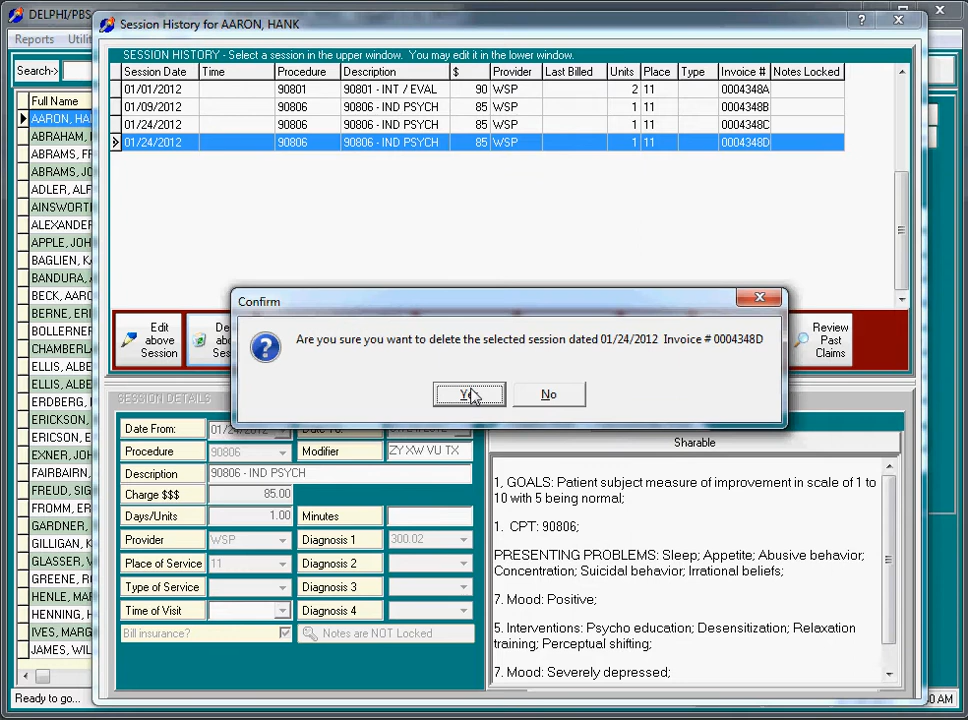 DELPHI/PBS
Session History for AARON, HANK
Reports Utilit
Search->
SESSION HISTORY - Select a session in the upper window. You may edit it in the lower window.
Session Date Time Procedure Description $ Provider Last Billed Units Place Type Invoice # Notes Locked
01/01/2012 90801 90801 - INT / EVAL 90 WSP 2 11 0004348A
01/09/2012 90806 90806 - IND PSYCH 85 WSP 1 11 0004348B
01/24/2012 90806 90806 - IND PSYCH 85 WSP 1 11 0004348C
01/24/2012 90806 90806 - IND PSYCH 85 WSP 1 11 0004348D
Full Name
AARON, HA
ABRAHAM,
ABRAMS, F
ABRAMS, JO
ADLER, ALF
AINSWORT
ALEXANDER
APPLE, JOH
BAGLIEN, K
BANDURA,
BECK, AARO
BERNE, ERI
BOLLERNER
CHAMBERL
ELLIS, ALBE
ELLIS, ALBE
ERDBERG,
ERICKSON,
ERICSON, E
EXNER, JOH
FAIRBAIRN,
FREUD, SIG
FROMM, ER
GARDNER,
GILLIGAN, K
GLASSER, V
GREENE, R
HENLE, MA
HENNING,
IVES, MARG
JAMES, WIL
Edit above Session
Review Past Claims
Confirm
Are you sure you want to delete the selected session dated 01/24/2012 Invoice # 0004348D
No
SESSION DETAILS
Date From: 01/24/2012
Procedure 90806 Modifier ZY XW VU TX
Description 90806 - IND PSYCH
Charge $$$ 85.00
Days/Units 1.00 Minutes
Provider WSP Diagnosis 1 300.02
Place of Service 11 Diagnosis 2
Type of Service Diagnosis 3
Time of Visit Diagnosis 4
Bill insurance? Notes are NOT Locked
Sharable
1, GOALS: Patient subject measure of improvement in scale of 1 to
10 with 5 being normal;
1. CPT: 90806;
PRESENTING PROBLEMS: Sleep; Appetite; Abusive behavior;
Concentration; Suicidal behavior; Irrational beliefs;
7. Mood: Positive;
5. Interventions: Psycho education; Desensitization; Relaxation
training; Perceptual shifting;
7. Mood: Severely depressed;
Ready to go... AM